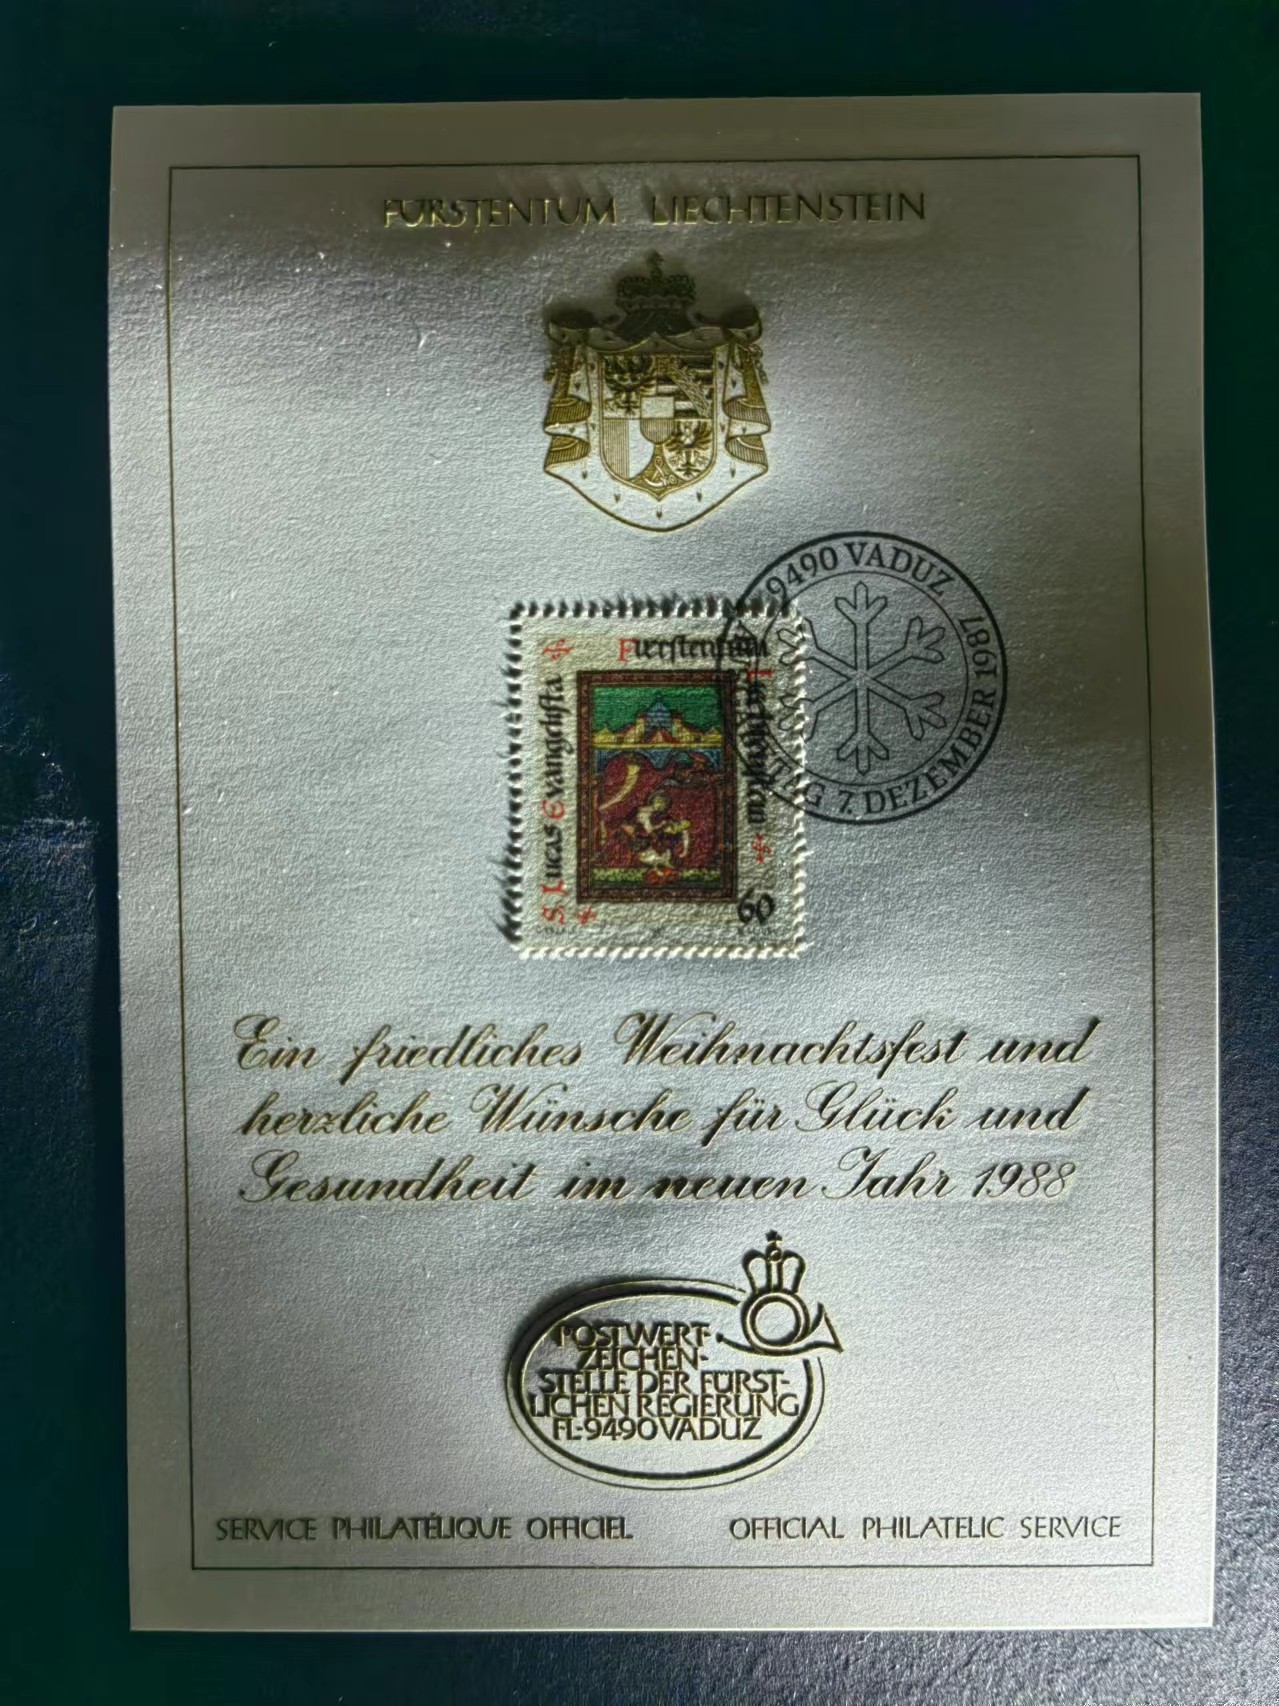 FÜRSTENTUM LIECHTENSTEIN
9490 VADUZ
7. DEZEMBER 1987
Fuerstentum
Liechtenstein
S. Lucas Evangelista
60
Ein friedliches Weihnachtsfest und
herzliche Wünsche für Glück und
Gesundheit im neuen Jahr 1988
POSTWERT-
ZEICHEN-
STELLE DER FÜRST-
LICHEN REGIERUNG
FL-9490 VADUZ
SERVICE PHILATÉLIQUE OFFICIEL OFFICIAL PHILATELIC SERVICE